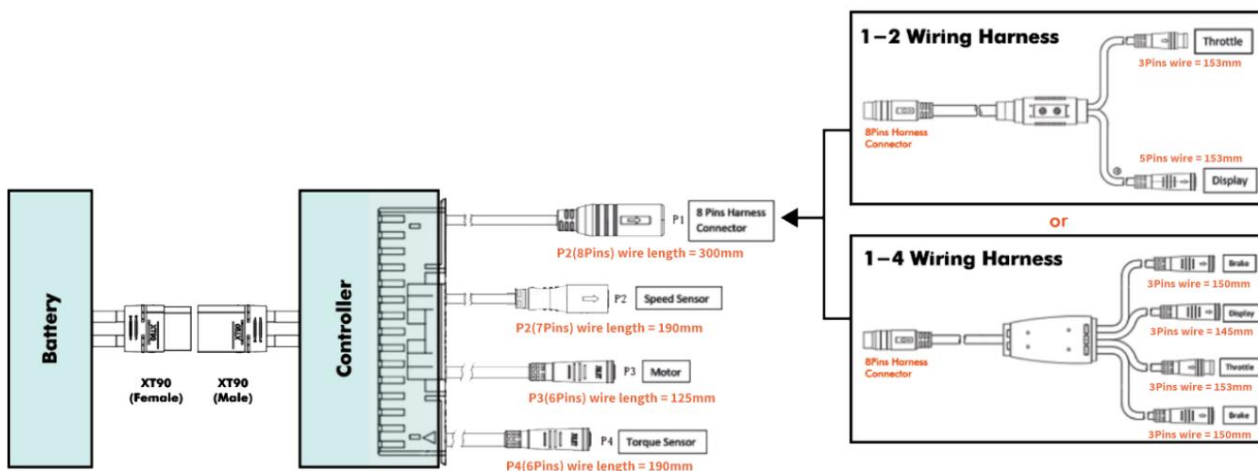 Battery
XT90
(Female)
XT90
(Male)
Controller
P1
8 Pins Harness
Connector
P2(8Pins) wire length = 300mm
P2
Speed Sensor
P2(7Pins) wire length = 190mm
P3
Motor
P3(6Pins) wire length = 125mm
P4
Torque Sensor
P4(6Pins) wire length = 190mm
1-2 Wiring Harness
Throttle
3Pins wire = 153mm
8Pins Harness
Connector
5Pins wire = 153mm
Display
or
1-4 Wiring Harness
Brake
3Pins wire = 150mm
Display
3Pins wire = 145mm
8Pins Harness
Connector
Throttle
3Pins wire = 153mm
Brake
3Pins wire = 150mm